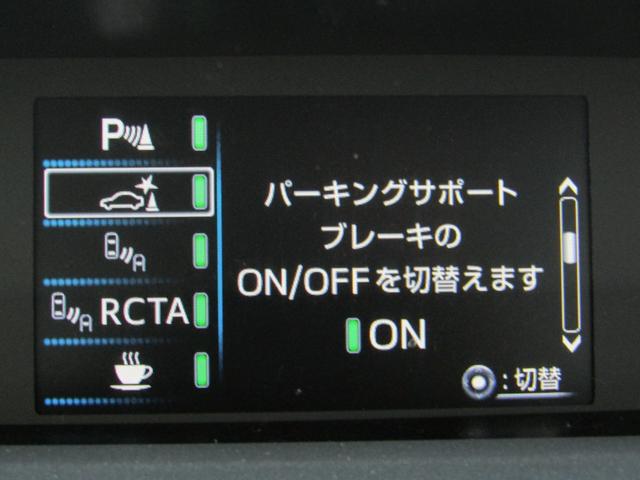 P
A
A RCTA
パーキングサポート
ブレーキの
ON/OFFを切替えます
ON
:切替